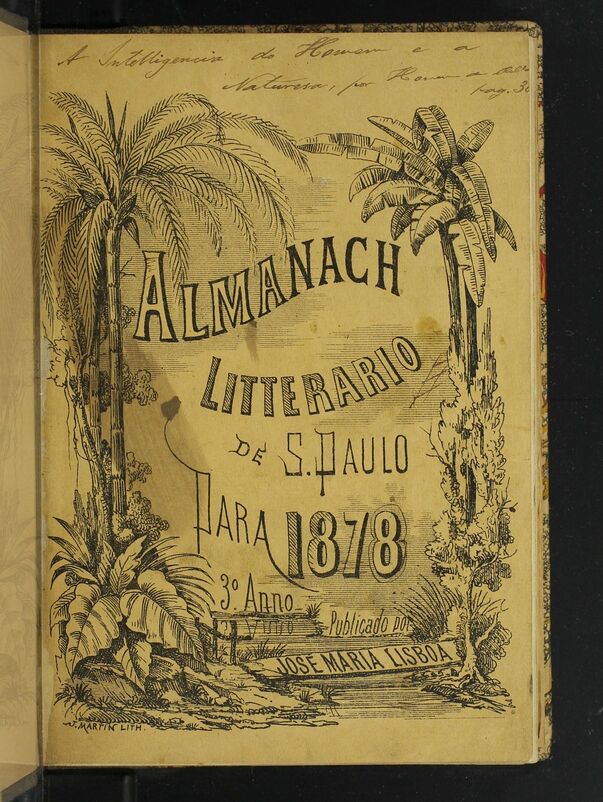 A Intelligencia do Homem e a
Naturesa, por
pag. 30
ALMANACH
LITTERARIO
DE S. PAULO
PARA 1878
3º Anno
Publicado por
JOSE MARIA LISBOA
J. MARTIN LITH.